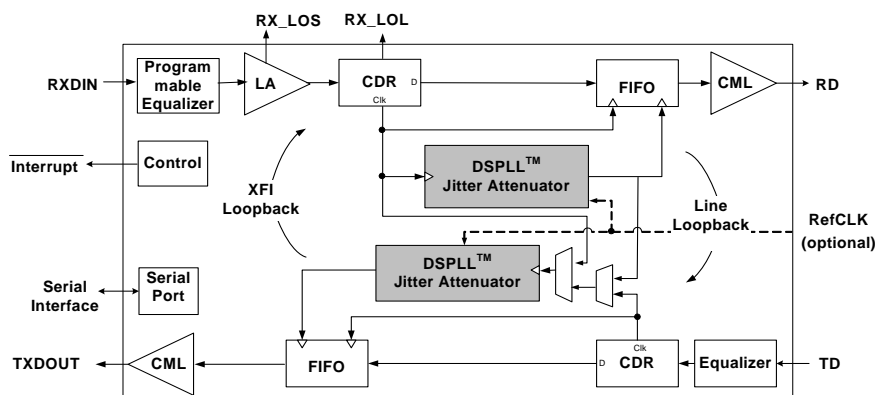 RX_LOS
RX_LOL
RXDIN
Program
mable
Equalizer
LA
CDR
D
Clk
FIFO
CML
RD
Interrupt
Control
XFI
Loopback
DSPLL™
Jitter Attenuator
Line
Loopback
RefCLK
(optional)
DSPLL™
Jitter Attenuator
Serial
Interface
Serial
Port
TXDOUT
CML
FIFO
Clk
D
CDR
Equalizer
TD